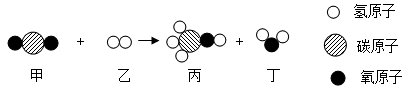 + → +
甲 乙 丙 丁
氢原子
碳原子
氧原子